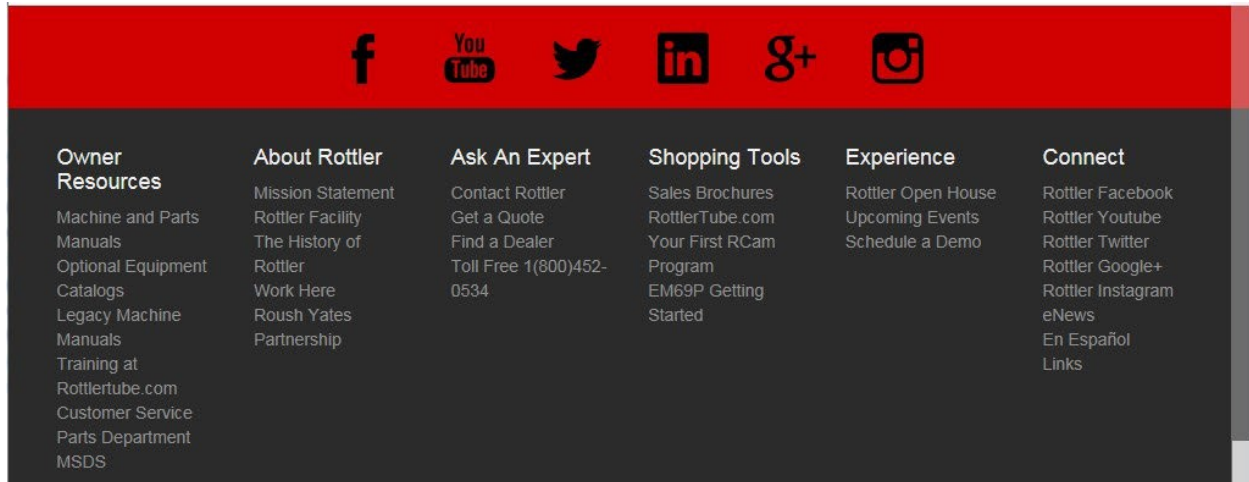 f
You
Tube
in
g+
Owner
Resources
Machine and Parts
Manuals
Optional Equipment
Catalogs
Legacy Machine
Manuals
Training at
Rottlertube.com
Customer Service
Parts Department
MSDS
About Rottler
Mission Statement
Rottler Facility
The History of
Rottler
Work Here
Roush Yates
Partnership
Ask An Expert
Contact Rottler
Get a Quote
Find a Dealer
Toll Free 1(800)452-
0534
Shopping Tools
Sales Brochures
RottlerTube.com
Your First RCam
Program
EM69P Getting
Started
Experience
Rottler Open House
Upcoming Events
Schedule a Demo
Connect
Rottler Facebook
Rottler Youtube
Rottler Twitter
Rottler Google+
Rottler Instagram
eNews
En Español
Links